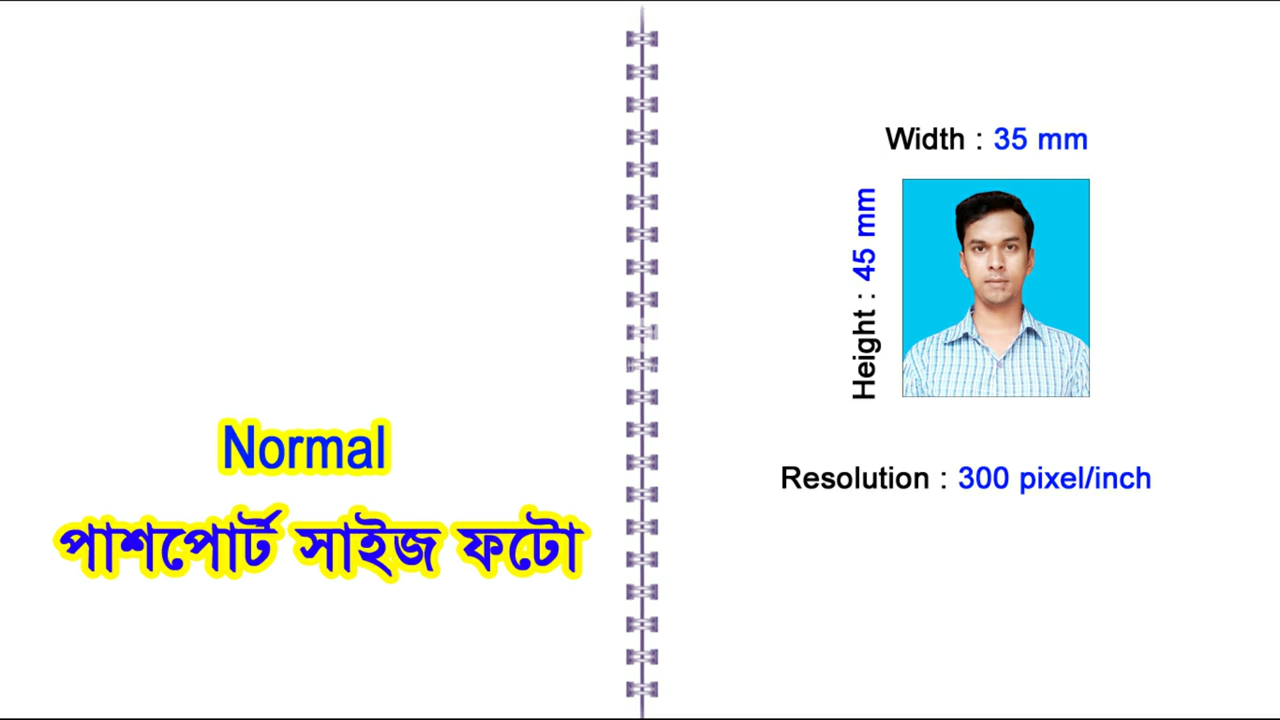 Normal
পাশপোর্ট সাইজ ফটো
Width : 35 mm
Height : 45 mm
Resolution : 300 pixel/inch